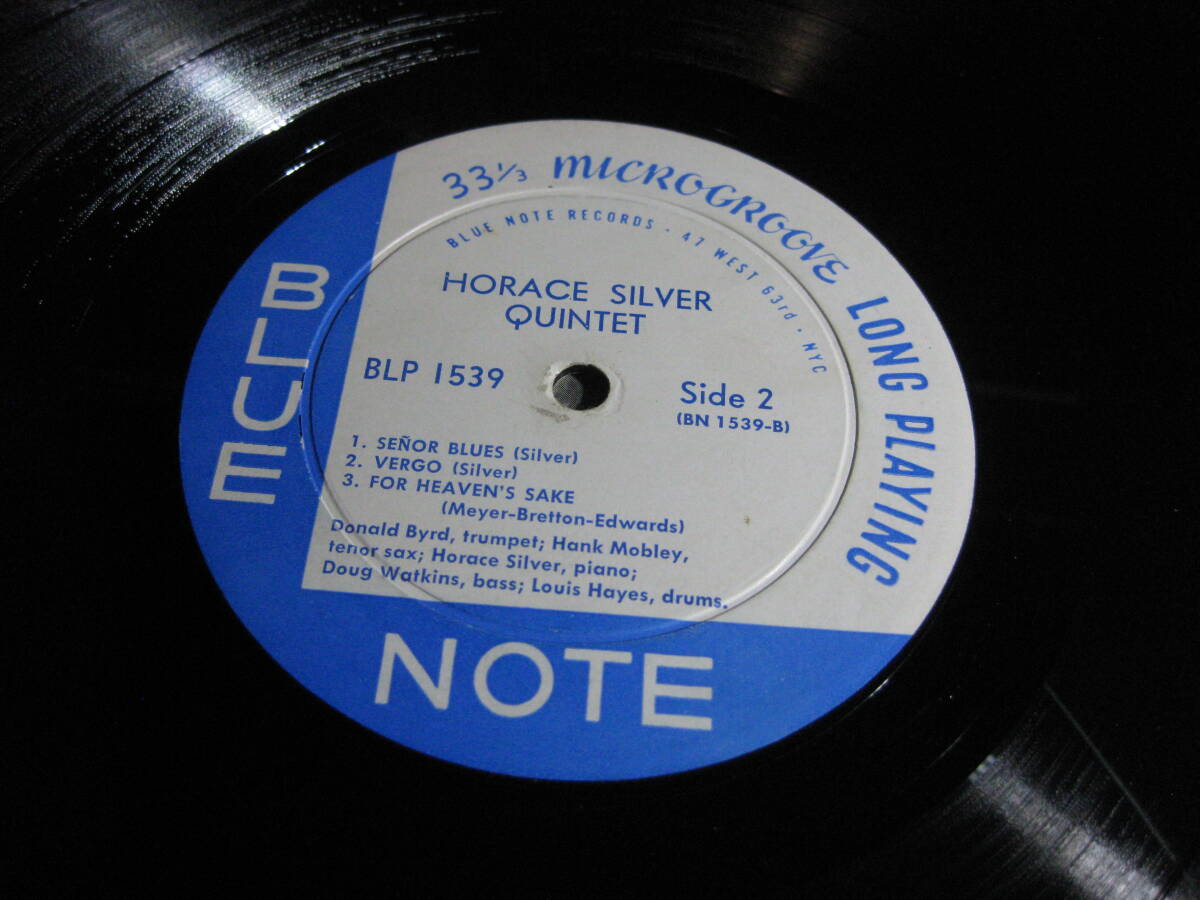 33⅓ MICROGROOVE LONG PLAYING
BLUE NOTE RECORDS · 47 WEST 63rd · NYC
HORACE SILVER
QUINTET
BLP 1539
Side 2
(BN 1539-B)
1. SEÑOR BLUES (Silver)
2. VERGO (Silver)
3. FOR HEAVEN'S SAKE
(Meyer-Bretton-Edwards)
Donald Byrd, trumpet; Hank Mobley,
tenor sax; Horace Silver, piano;
Doug Watkins, bass; Louis Hayes, drums.
BLUE
NOTE